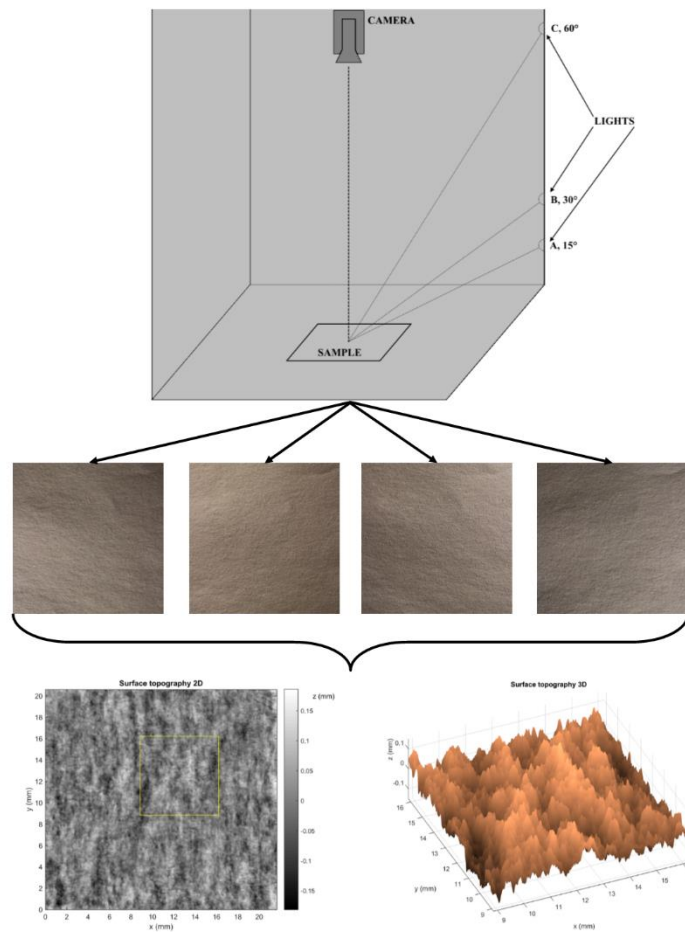 CAMERA
C, 60°
LIGHTS
B, 30°
A, 15°
SAMPLE
Surface topography 2D
z (mm)
20
18
16
14
12
10
8
6
4
2
0
y (mm)
0 2 4 6 8 10 12 14 16 18 20
x (mm)
0.15
0.1
0.05
0
-0.05
-0.1
-0.15
Surface topography 3D
0.1
0
-0.1
z (mm)
16
15
14
13
12
11
10
9
y (mm)
9 10 11 12 13 14 15 16
x (mm)